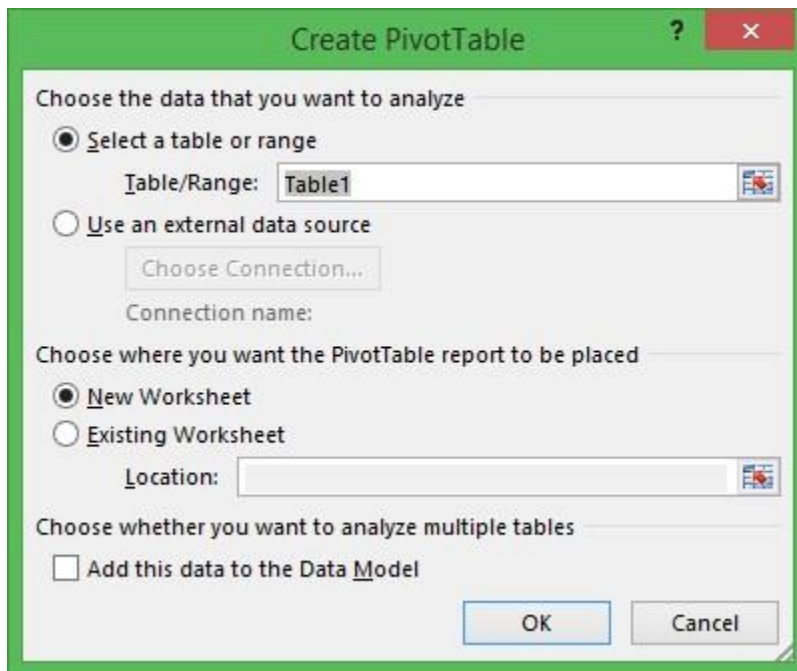 Create PivotTable
?
Choose the data that you want to analyze
Select a table or range
Table/Range: Table1
Use an external data source
Choose Connection...
Connection name:
Choose where you want the PivotTable report to be placed
New Worksheet
Existing Worksheet
Location:
Choose whether you want to analyze multiple tables
Add this data to the Data Model
OK Cancel